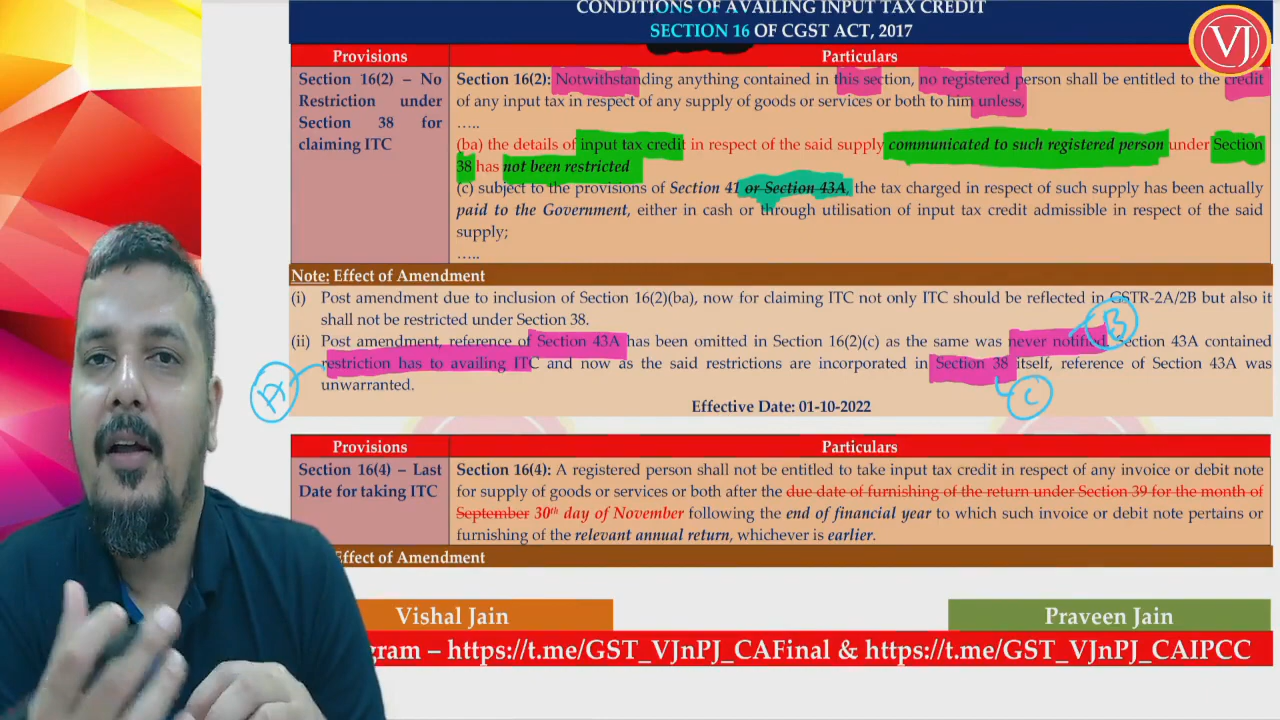 CONDITIONS OF AVAILING INPUT TAX CREDIT
SECTION 16 OF CGST ACT, 2017
VJ
Provisions Particulars
Section 16(2) – No Restriction under Section 38 for claiming ITC
Section 16(2): Notwithstanding anything contained in this section, no registered person shall be entitled to the credit
of any input tax in respect of any supply of goods or services or both to him unless,
…..
(ba) the details of input tax credit in respect of the said supply communicated to such registered person under Section
38 has not been restricted
(c) subject to the provisions of Section 41 or Section 43A, the tax charged in respect of such supply has been actually
paid to the Government, either in cash or through utilisation of input tax credit admissible in respect of the said
supply;
…..
Note: Effect of Amendment
(i) Post amendment due to inclusion of Section 16(2)(ba), now for claiming ITC not only ITC should be reflected in GSTR-2A/2B but also it
shall not be restricted under Section 38.
(ii) Post amendment, reference of Section 43A has been omitted in Section 16(2)(c) as the same was never notified. Section 43A contained
restriction has to availing ITC and now as the said restrictions are incorporated in Section 38 itself, reference of Section 43A was
unwarranted.
A
B
C
Effective Date: 01-10-2022
Provisions Particulars
Section 16(4) – Last
Date for taking ITC
Section 16(4): A registered person shall not be entitled to take input tax credit in respect of any invoice or debit note
for supply of goods or services or both after the due date of furnishing of the return under Section 39 for the month of
September 30th day of November following the end of financial year to which such invoice or debit note pertains or
furnishing of the relevant annual return, whichever is earlier.
Effect of Amendment
Vishal Jain
Praveen Jain
gram – https://t.me/GST_VJnPJ_CAFinal & https://t.me/GST_VJnPJ_CAIPCC